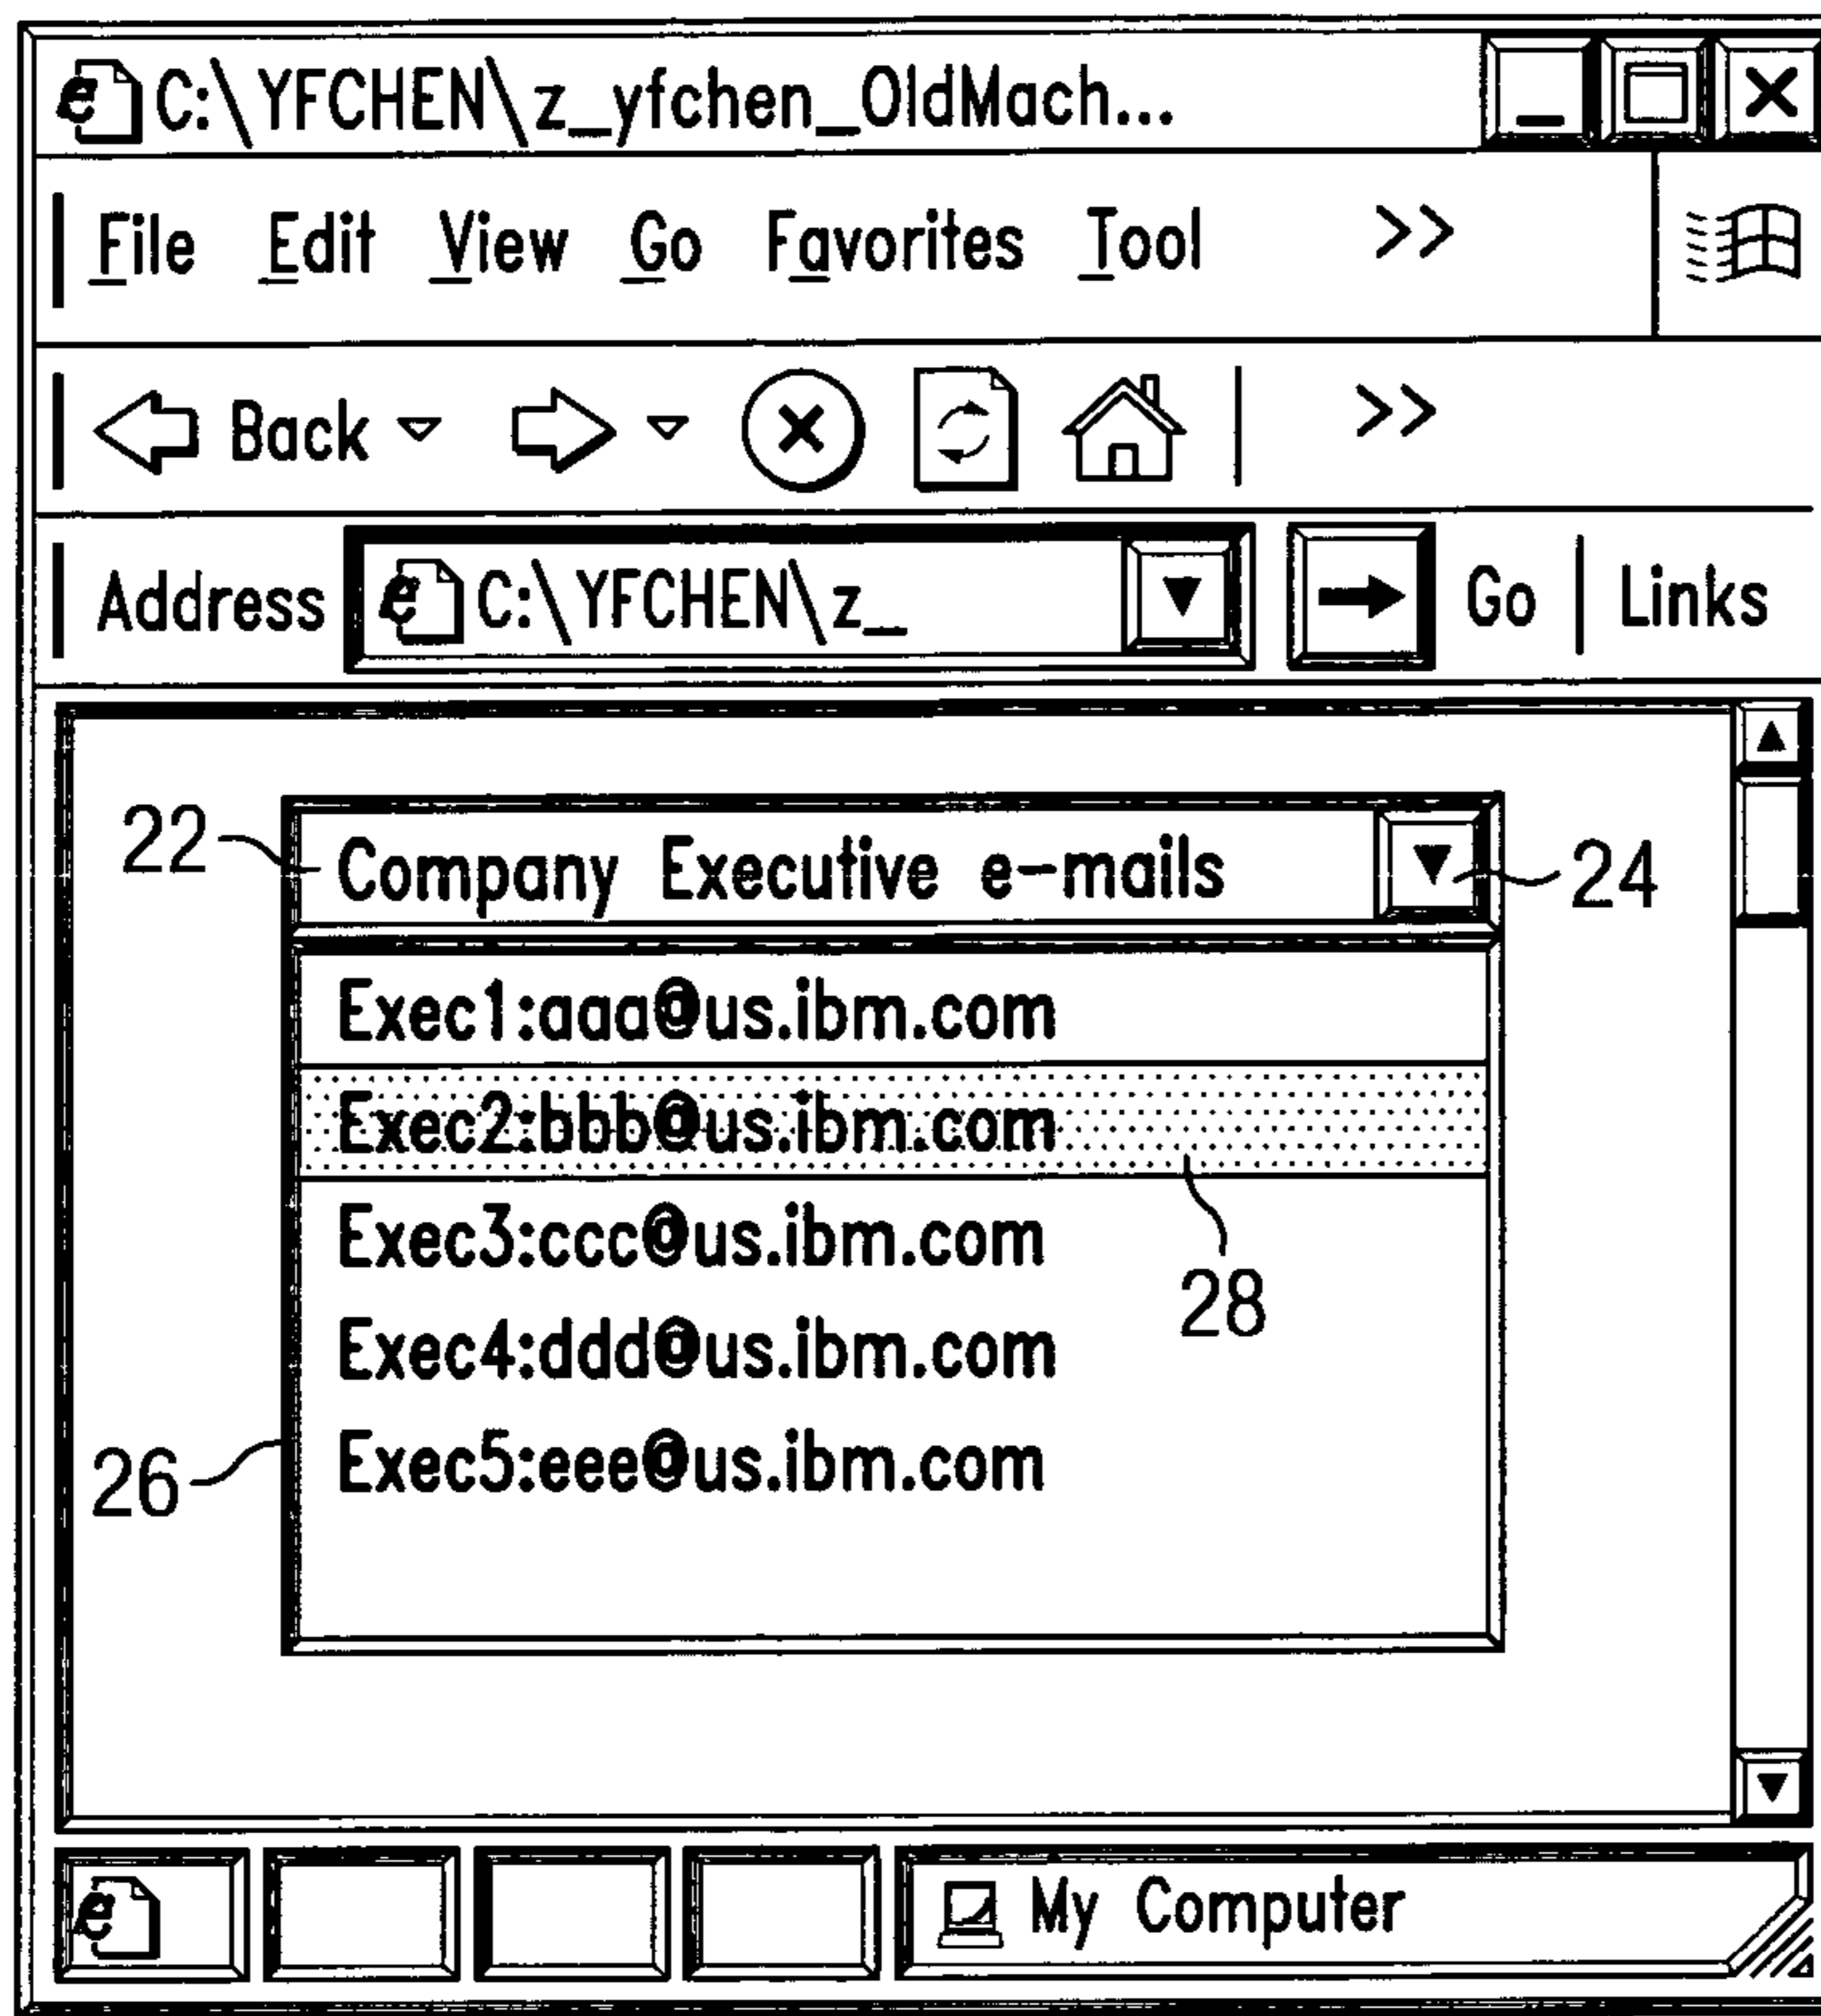 C:\YFCHEN\z_yfchen_OldMach...
File Edit View Go Favorites Tool >>
Back >>
Address C:\YFCHEN\z_ Go Links
22 Company Executive e-mails 24
Exec1:aaa@us.ibm.com
Exec2:bbb@us.ibm.com
28
Exec3:ccc@us.ibm.com
Exec4:ddd@us.ibm.com
26 Exec5:eee@us.ibm.com
My Computer